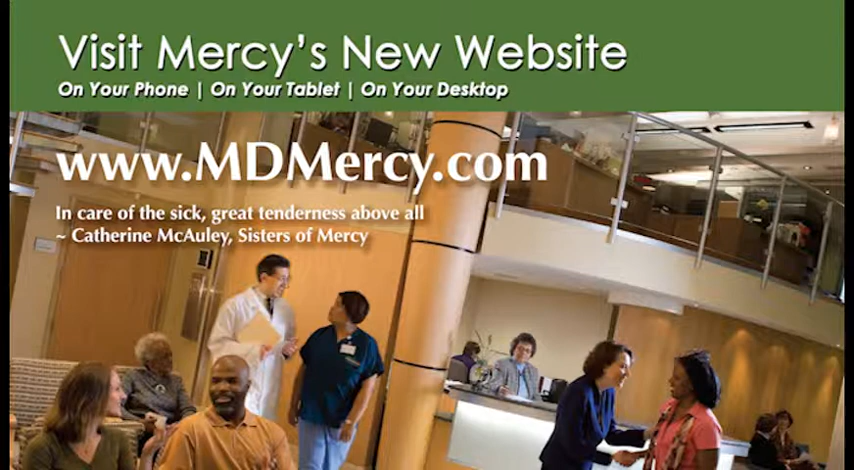 Visit Mercy's New Website
On Your Phone | On Your Tablet | On Your Desktop
www.MDMercy.com
In care of the sick, great tenderness above all
~ Catherine McAuley, Sisters of Mercy